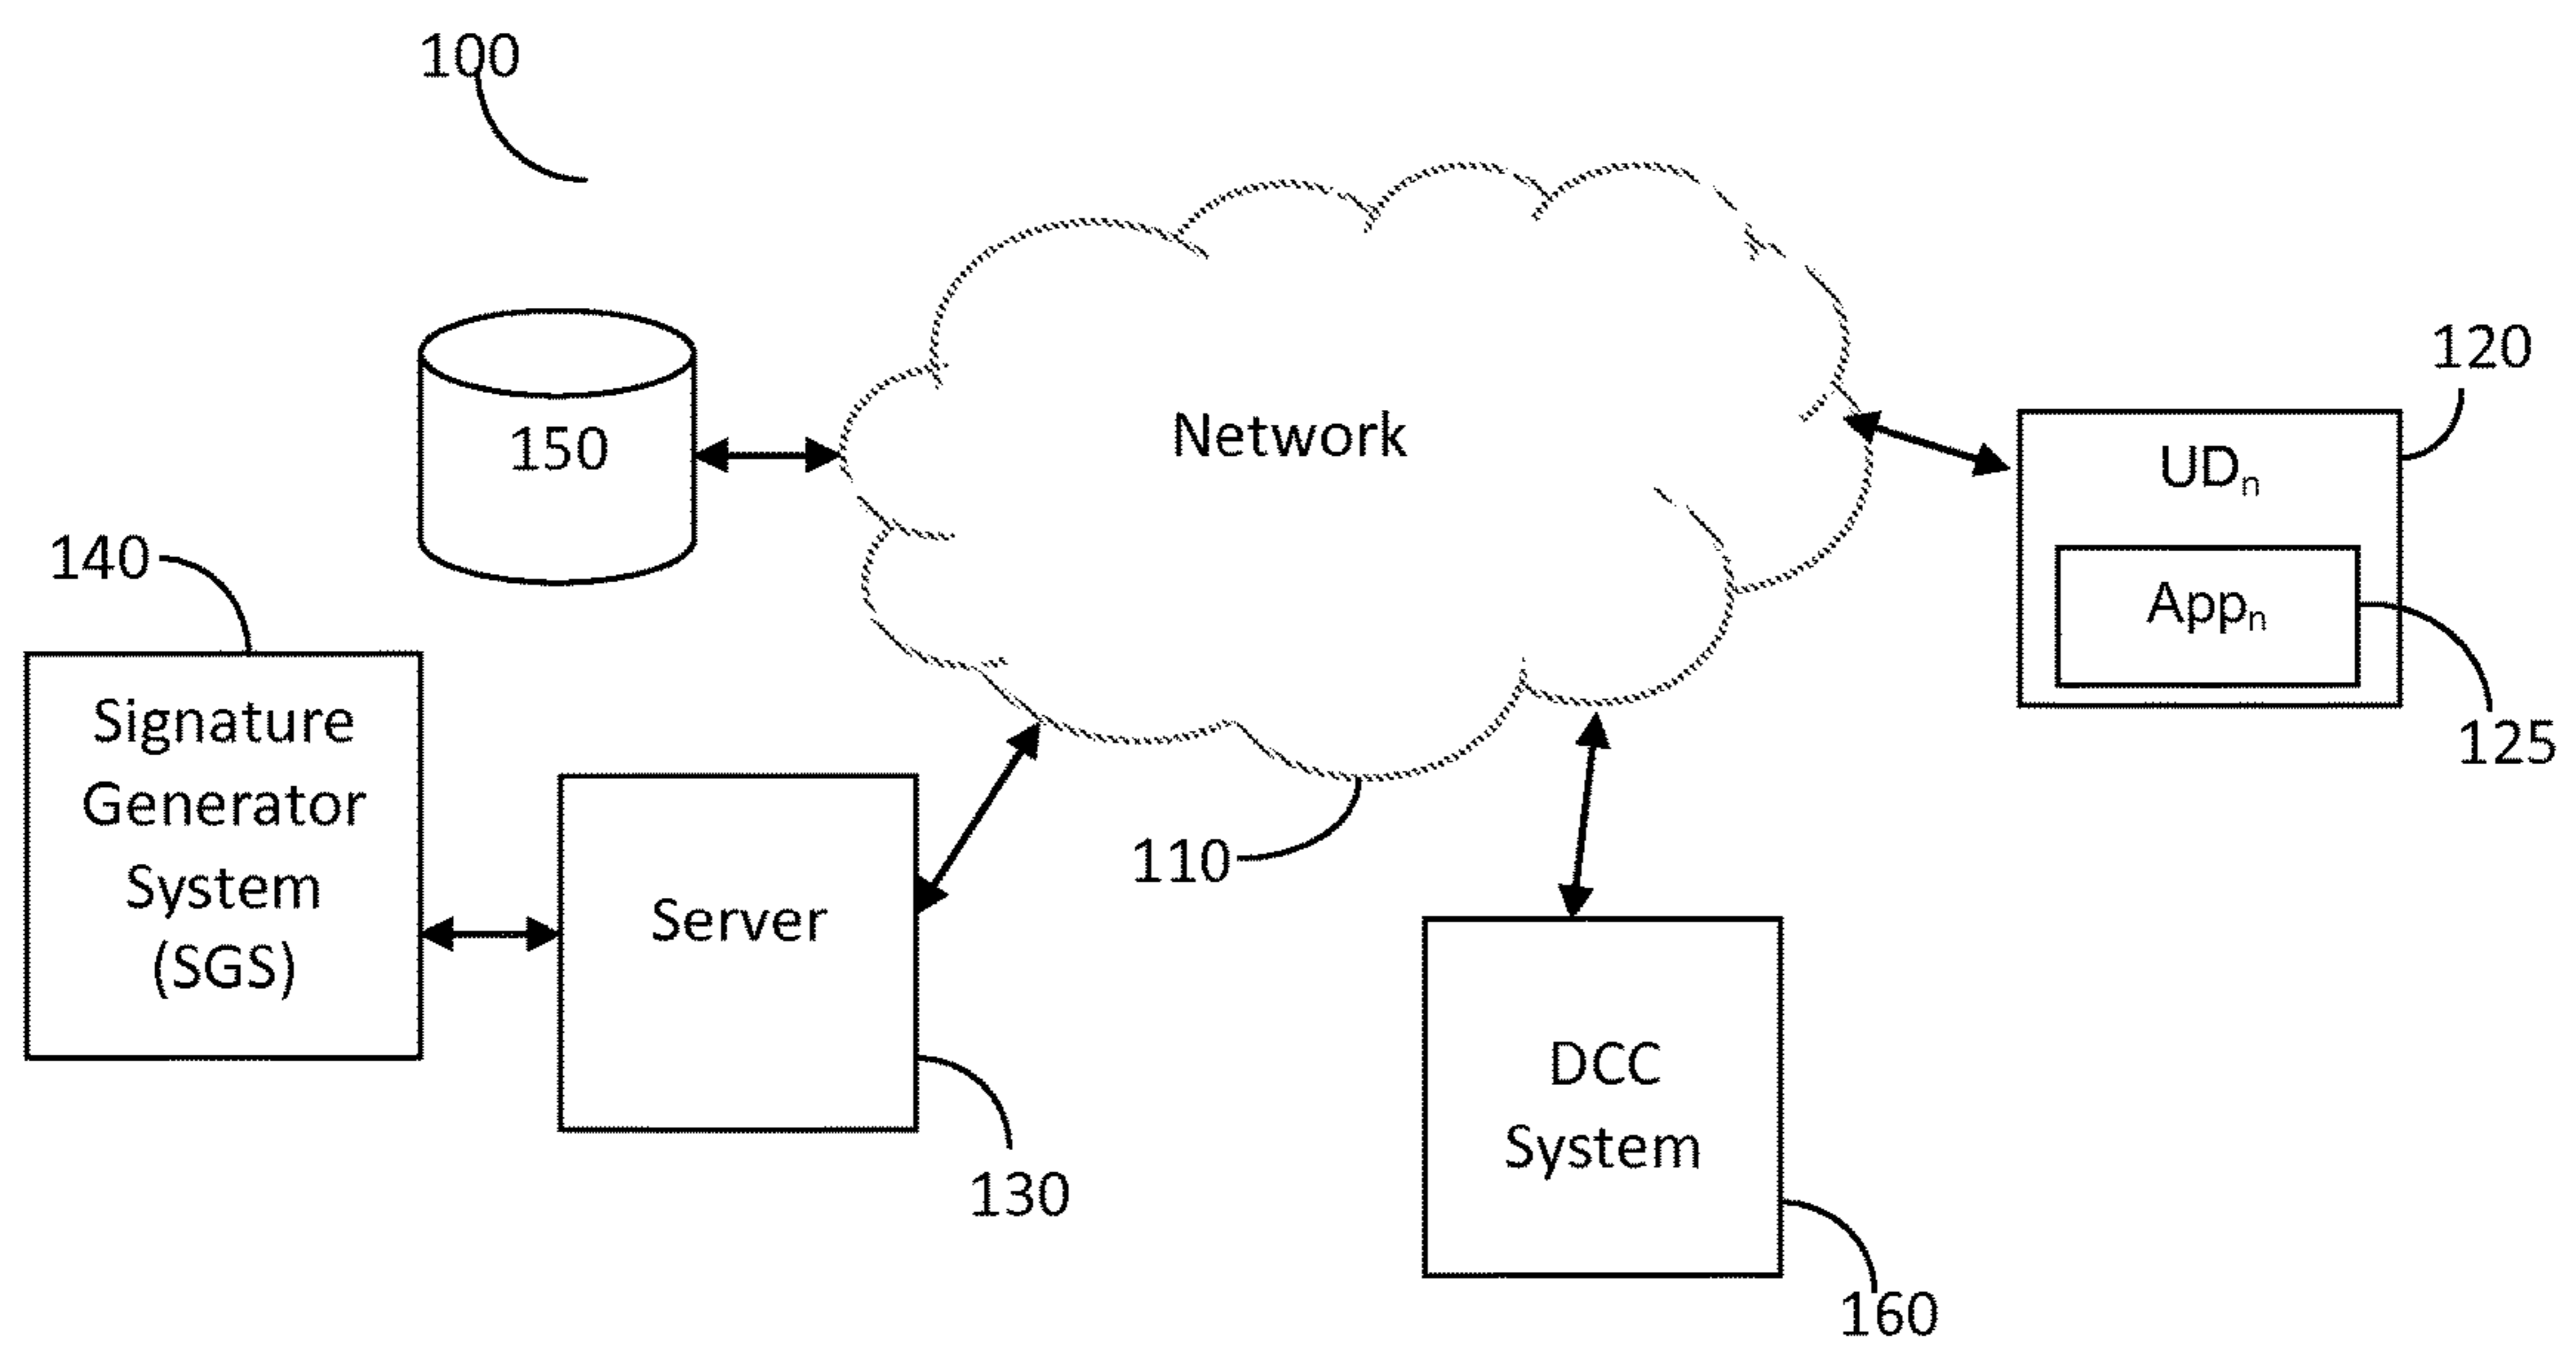 100
120
Network
150
UDn
140
Appn
Signature
Generator
System
(SGS)
125
110
Server
DCC
System
130
160